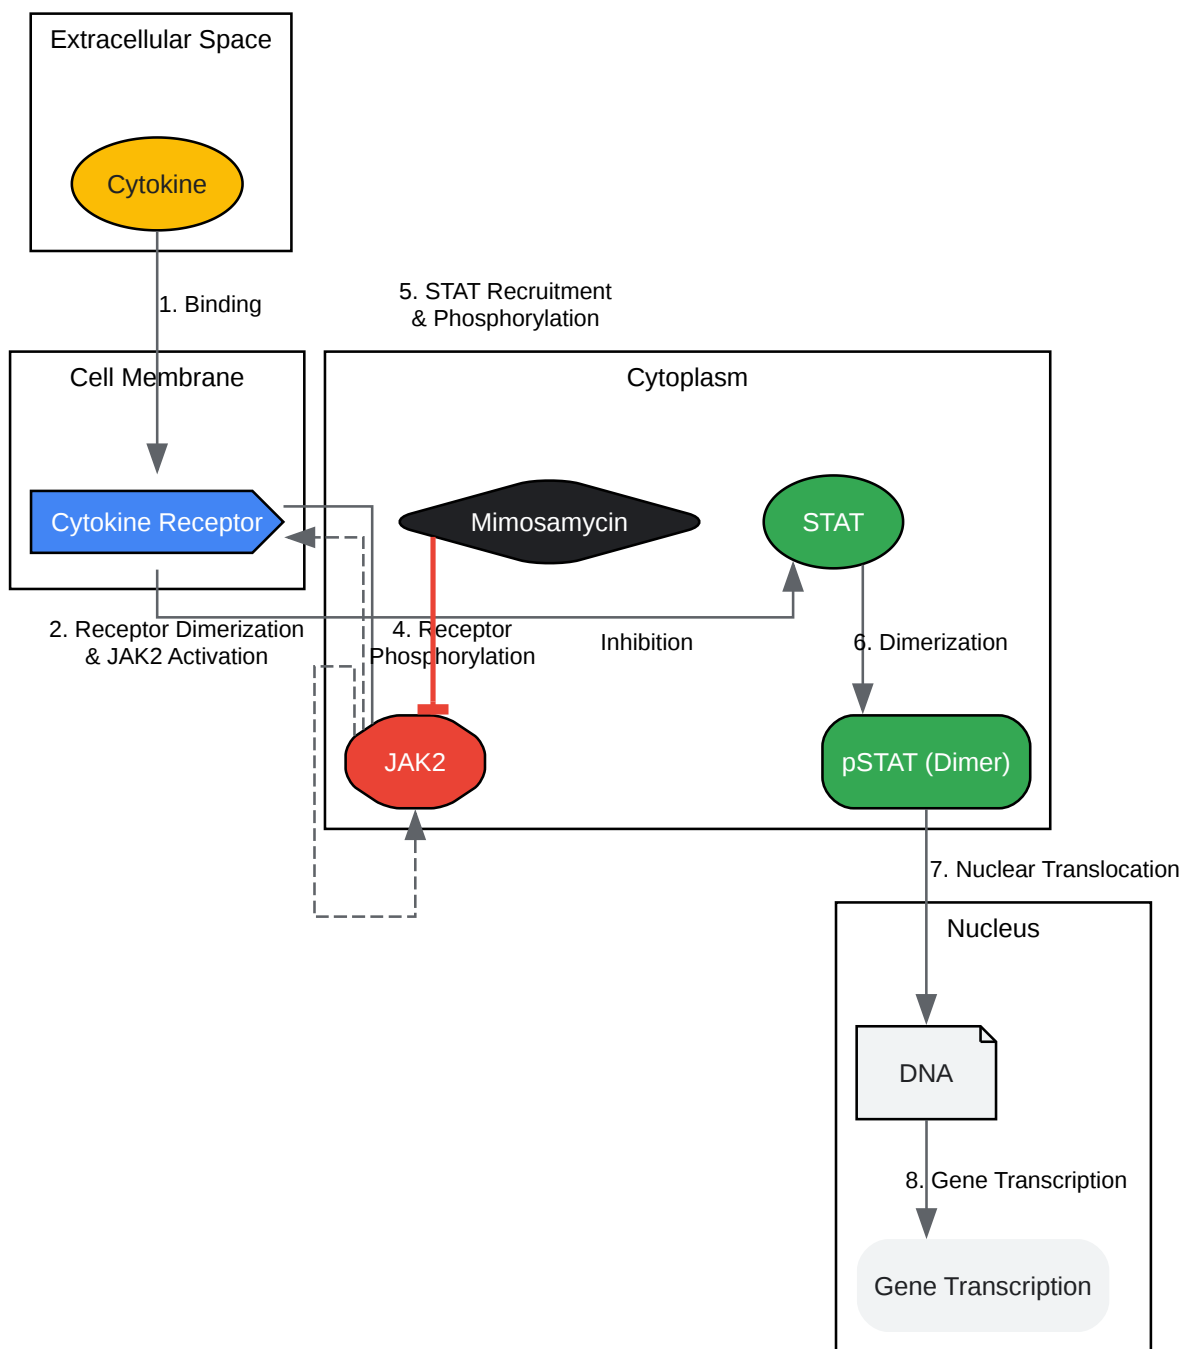 Extracellular Space
Cytokine
1. Binding
5. STAT Recruitment
& Phosphorylation
Cell Membrane
Cytoplasm
Cytokine Receptor
Mimosamycin
STAT
2. Receptor Dimerization
& JAK2 Activation
4. Receptor
Phosphorylation
Inhibition
6. Dimerization
JAK2
pSTAT (Dimer)
7. Nuclear Translocation
Nucleus
DNA
8. Gene Transcription
Gene Transcription